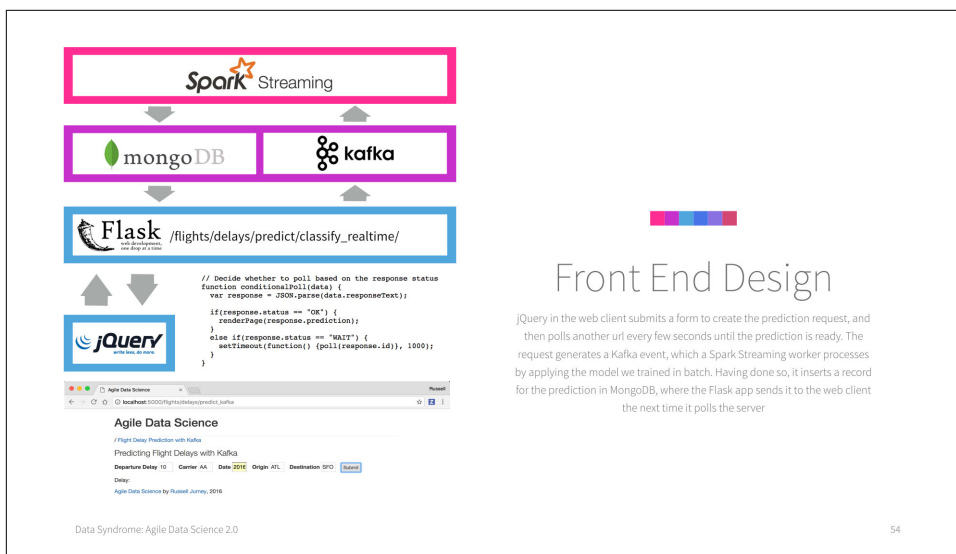 Spark Streaming
mongoDB
kafka
Flask
web development,
one drop at a time
/flights/delays/predict/classify_realtime/
jQuery
write less, do more.
// Decide whether to poll based on the response status
function conditionalPoll(data) {
  var response = JSON.parse(data.responseText);

  if(response.status == "OK") {
    renderPage(response.prediction);
  }
  else if(response.status == "WAIT") {
    setTimeout(function() {poll(response.id)}, 1000);
  }
}
Agile Data Science
Russell
localhost:5000/flights/delays/predict_kafka
Agile Data Science
/ Flight Delay Prediction with Kafka
Predicting Flight Delays with Kafka
Departure Delay 10 Carrier AA Date 2016 Origin ATL Destination SFO Submit
Delay:
Agile Data Science by Russell Jurney, 2016
Front End Design
jQuery in the web client submits a form to create the prediction request, and
then polls another url every few seconds until the prediction is ready. The
request generates a Kafka event, which a Spark Streaming worker processes
by applying the model we trained in batch. Having done so, it inserts a record
for the prediction in MongoDB, where the Flask app sends it to the web client
the next time it polls the server
Data Syndrome: Agile Data Science 2.0
54